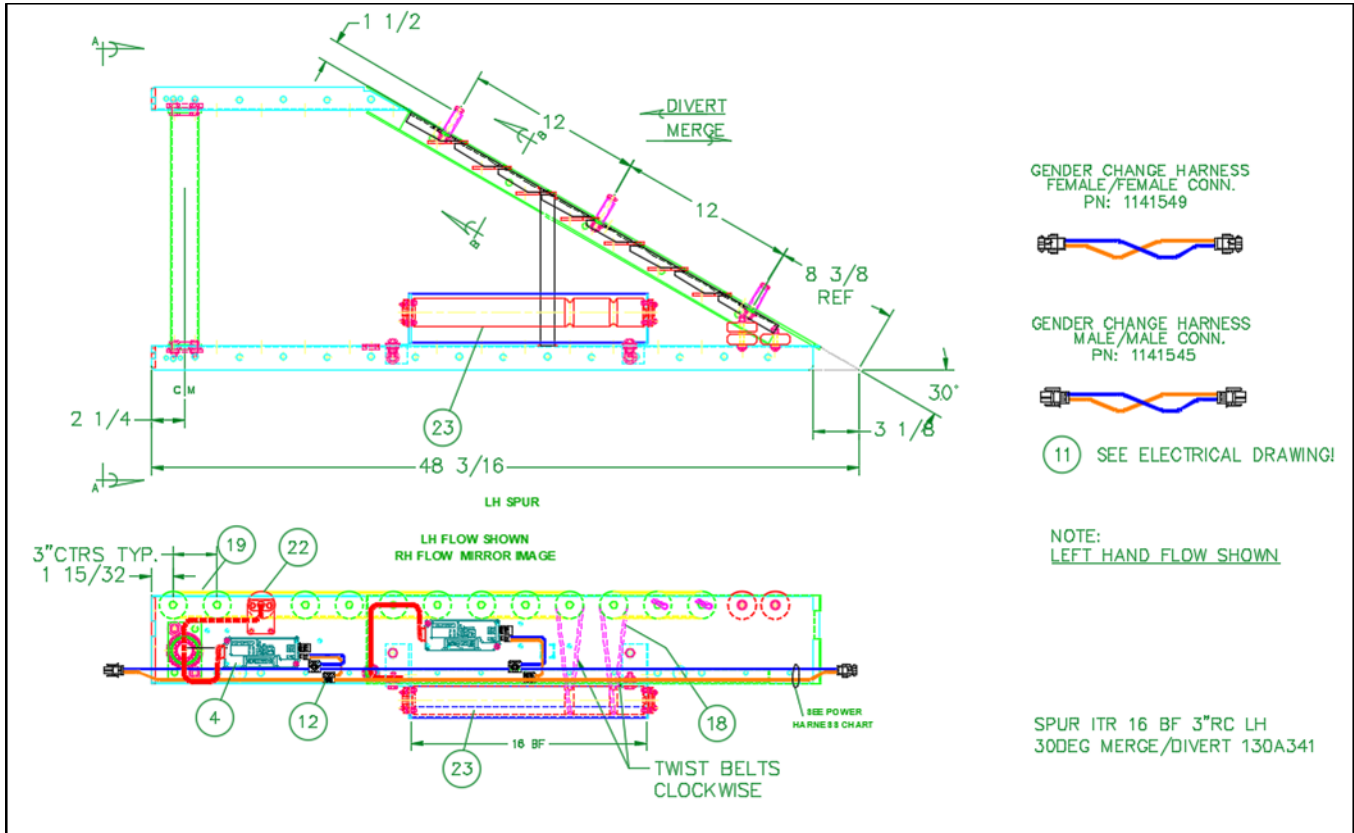 A
1 1/2
12
DIVERT
MERGE
B
12
B
8 3/8
REF
30°
23
C M
2 1/4
3 1/8
48 3/16
A
GENDER CHANGE HARNESS
FEMALE/FEMALE CONN.
PN: 1141549
GENDER CHANGE HARNESS
MALE/MALE CONN.
PN: 1141545
11 SEE ELECTRICAL DRAWING!
LH SPUR
LH FLOW SHOWN
RH FLOW MIRROR IMAGE
NOTE:
LEFT HAND FLOW SHOWN
3"CTRS TYP.
1 15/32
19
22
4
12
18
SEE POWER
HARNESS CHART
16 BF
23
TWIST BELTS
CLOCKWISE
SPUR ITR 16 BF 3"RC LH
30DEG MERGE/DIVERT 130A341